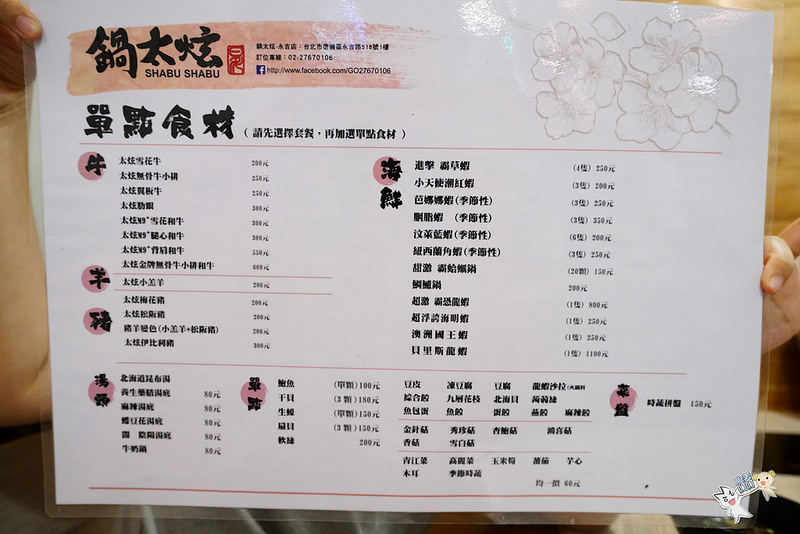 鍋太炫
SHABU SHABU
鍋太炫-永吉店：台北市信義區永吉路518號1樓
訂位專線：02-27670106
http://www.facebook.com/GO27670106
單點食材（請先選擇套餐，再加選單點食材）
牛
太炫雪花牛 200元
太炫無骨牛小排 250元
太炫翼板牛 250元
太炫肋眼 300元
太炫M9+雪花和牛 300元
太炫M9+腿心和牛 300元
太炫M9+背肩和牛 550元
太炫金牌無骨牛小排和牛 600元
羊
太炫小羔羊 200元
豬
太炫梅花豬 200元
太炫松阪豬 200元
豬羊變色(小羔羊+松阪豬) 200元
太炫伊比利豬 300元
海鮮
進擊 霸草蝦 (4隻) 250元
小天使潮紅蝦 (3隻) 200元
芭娜娜蝦(季節性) (3隻) 250元
胭脂蝦 (季節性) (3隻) 350元
汶萊藍蝦(季節性) (6隻) 200元
紐西蘭角蝦(季節性) (3隻) 250元
甜激 霸蛤蠣鍋 (20顆) 150元
鯛鱸鍋 200元
超激 霸恐龍蝦 (1隻) 800元
超浮誇海明蝦 (1隻) 250元
澳洲國王蝦 (1隻) 250元
貝里斯龍蝦 (1隻) 1100元
湯頭
北海道昆布湯
養生藥膳湯底 80元
麻辣湯底 80元
蝶豆花湯底 80元
陰陽湯底 80元
牛奶鍋 80元
單點
鮑魚 (單顆)100元
干貝 (3顆)180元
生蠔 (單顆)150元
扇貝 (3顆)150元
軟絲 200元
豆皮 凍豆腐 豆腐 龍蝦沙拉(火鍋料
綜合餃 九層花枝 北海貝 蒟蒻絲
魚包蛋 魚餃 蛋餃 燕餃 麻辣餃
金針菇 秀珍菇 杏鮑菇 鴻喜菇
香菇 雪白菇
青江菜 高麗菜 玉米筍 蕃茄 芋心
木耳 季節時蔬
均一價 60元
菜盤
時蔬拼盤 150元